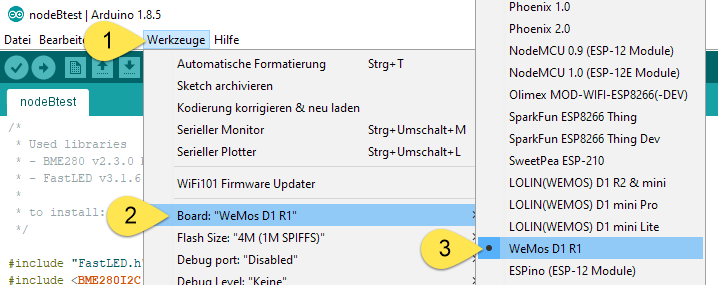 nodeBtest | Arduino 1.8.5
Datei Bearbeite Werkzeuge Hilfe
1
nodeBtest
/*
* Used libraries
* - BME280 v2.3.0
* - FastLED v3.1.6
*
* to install:
*/
#include "FastLED.h"
#include <BME280I2C
Automatische Formatierung Strg+T
Sketch archivieren
Kodierung korrigieren & neu laden
Serieller Monitor Strg+Umschalt+M
Serieller Plotter Strg+Umschalt+L
WiFi101 Firmware Updater
2
Board: "WeMos D1 R1"
Flash Size: "4M (1M SPIFFS)"
Debug port: "Disabled"
Debug Level: "Keine"
Phoenix 1.0
Phoenix 2.0
NodeMCU 0.9 (ESP-12 Module)
NodeMCU 1.0 (ESP-12E Module)
Olimex MOD-WIFI-ESP8266(-DEV)
SparkFun ESP8266 Thing
SparkFun ESP8266 Thing Dev
SweetPea ESP-210
LOLIN(WEMOS) D1 R2 & mini
LOLIN(WEMOS) D1 mini Pro
LOLIN(WEMOS) D1 mini Lite
3
WeMos D1 R1
ESPino (ESP-12 Module)